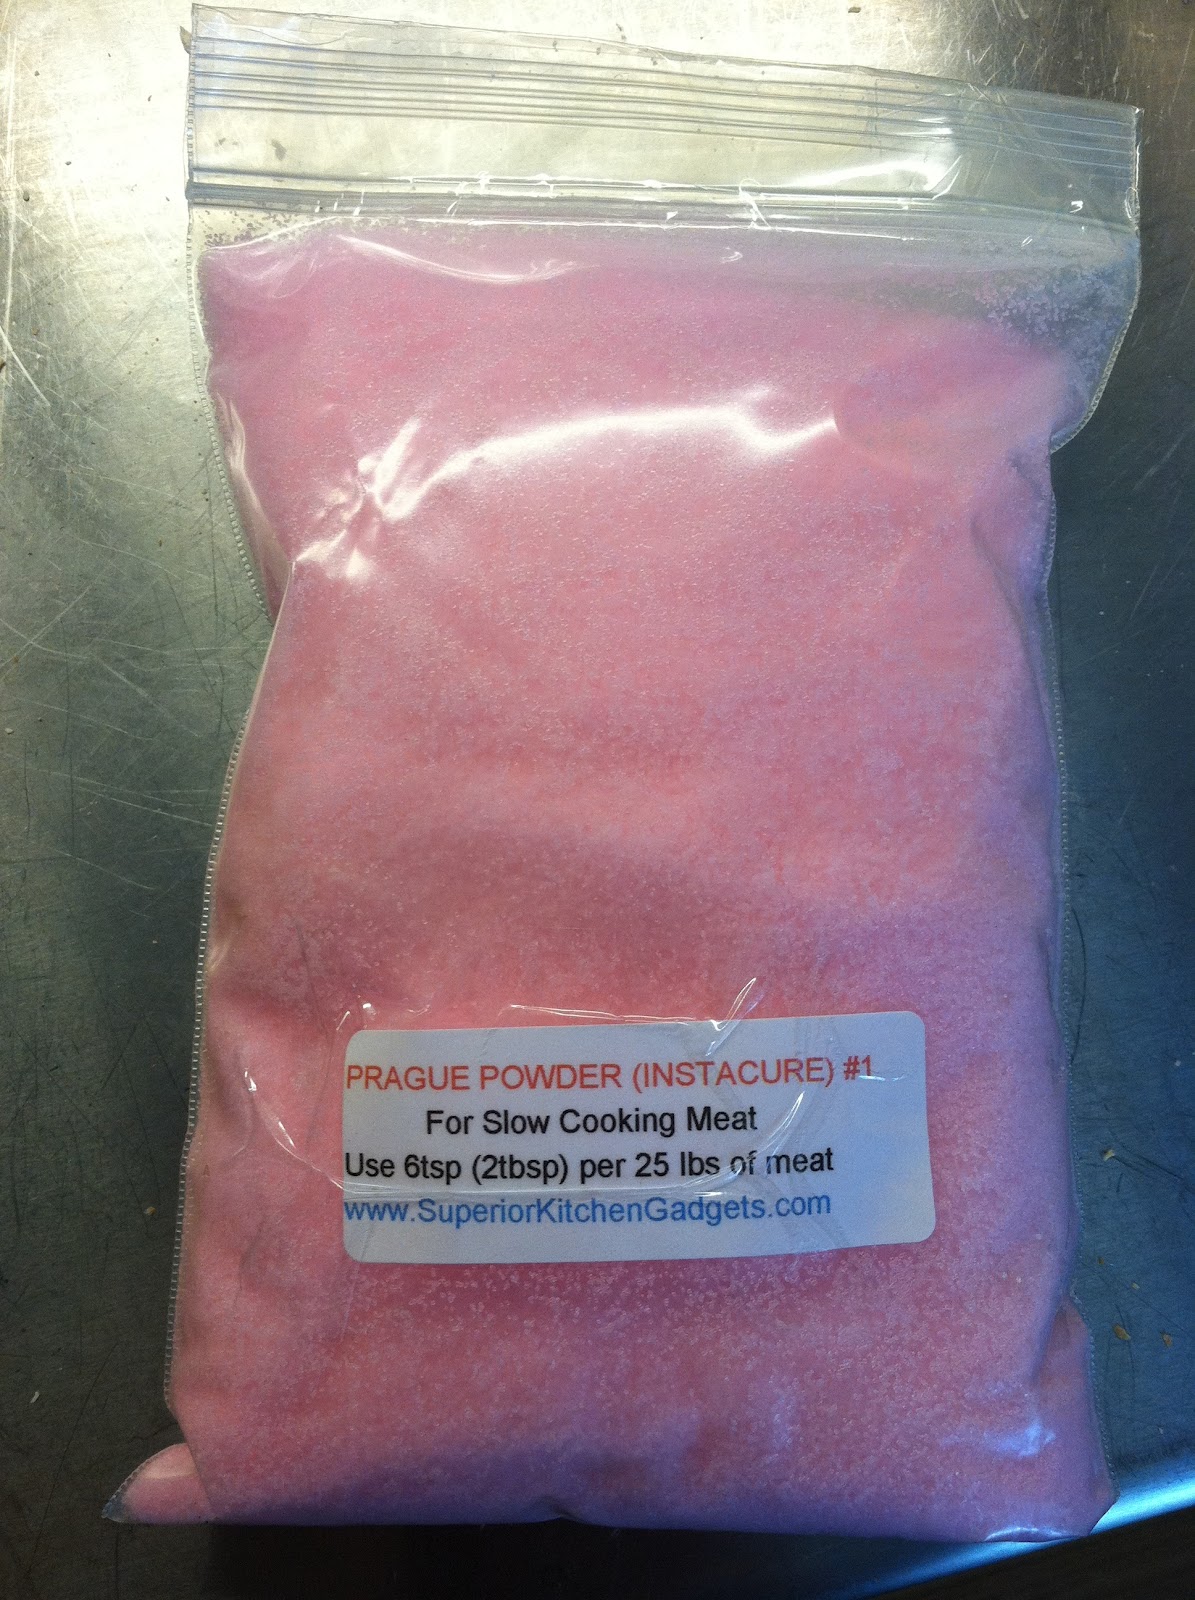 PRAGUE POWDER (INSTACURE) #1
For Slow Cooking Meat
Use 6tsp (2tbsp) per 25 lbs of meat
www.SuperiorKitchenGadgets.com